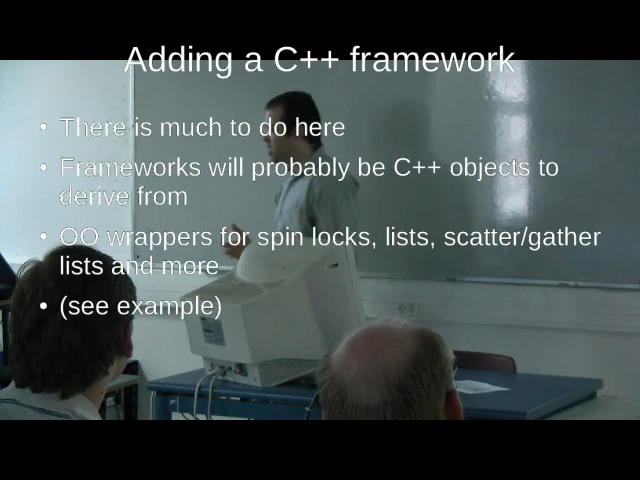 Adding a C++ framework
• There is much to do here
• Frameworks will probably be C++ objects to
derive from
• OO wrappers for spin locks, lists, scatter/gather
lists and more
• (see example)